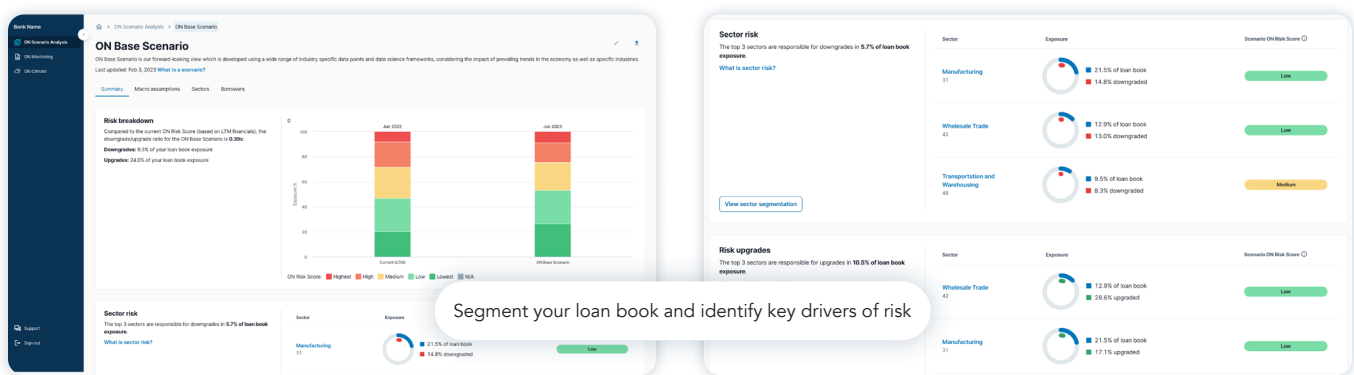 Bank Name
ON Scenario Analysis
ON Monitoring
ON Climate
Support
Sign out
ON Scenario Analysis
ON Base Scenario
ON Base Scenario
ON Base Scenario is our forward-looking view which is developed using a wide range of industry specific data points and data science frameworks, considering the impact of prevailing trends in the economy as well as specific industries.
Last updated: Feb 3, 2023 What is a scenario?
Summary Macro assumptions Sectors Borrowers
Risk breakdown
Compared to the current ON Risk Score (based on LTM financials), the
downgrade/upgrade ratio for the ON Base Scenario is 0.39x:
Downgrades: 9.3% of your loan book exposure
Upgrades: 24.0% of your loan book exposure
0
Jun 2022 Jun 2023
100
80
60
40
20
0
Exposure %
Current (LTM) ON Base Scenario
ON Risk Score: Highest High Medium Low Lowest N/A
Sector risk
The top 3 sectors are responsible for downgrades in 5.7% of loan book
exposure.
What is sector risk?
Sector Exposure
Manufacturing
31
21.5% of loan book
14.8% downgraded
Low
Segment your loan book and identify key drivers of risk
Sector risk
The top 3 sectors are responsible for downgrades in 5.7% of loan book
exposure.
What is sector risk?
View sector segmentation
Sector Exposure Scenario ON Risk Score
Manufacturing
31
21.5% of loan book
14.8% downgraded
Low
Wholesale Trade
42
12.9% of loan book
13.0% downgraded
Low
Transportation and
Warehousing
48
9.5% of loan book
8.3% downgraded
Medium
Risk upgrades
The top 3 sectors are responsible for upgrades in 10.5% of loan book
exposure.
Sector Exposure Scenario ON Risk Score
Wholesale Trade
42
12.9% of loan book
28.6% upgraded
Low
Manufacturing
31
21.5% of loan book
17.1% upgraded
Low